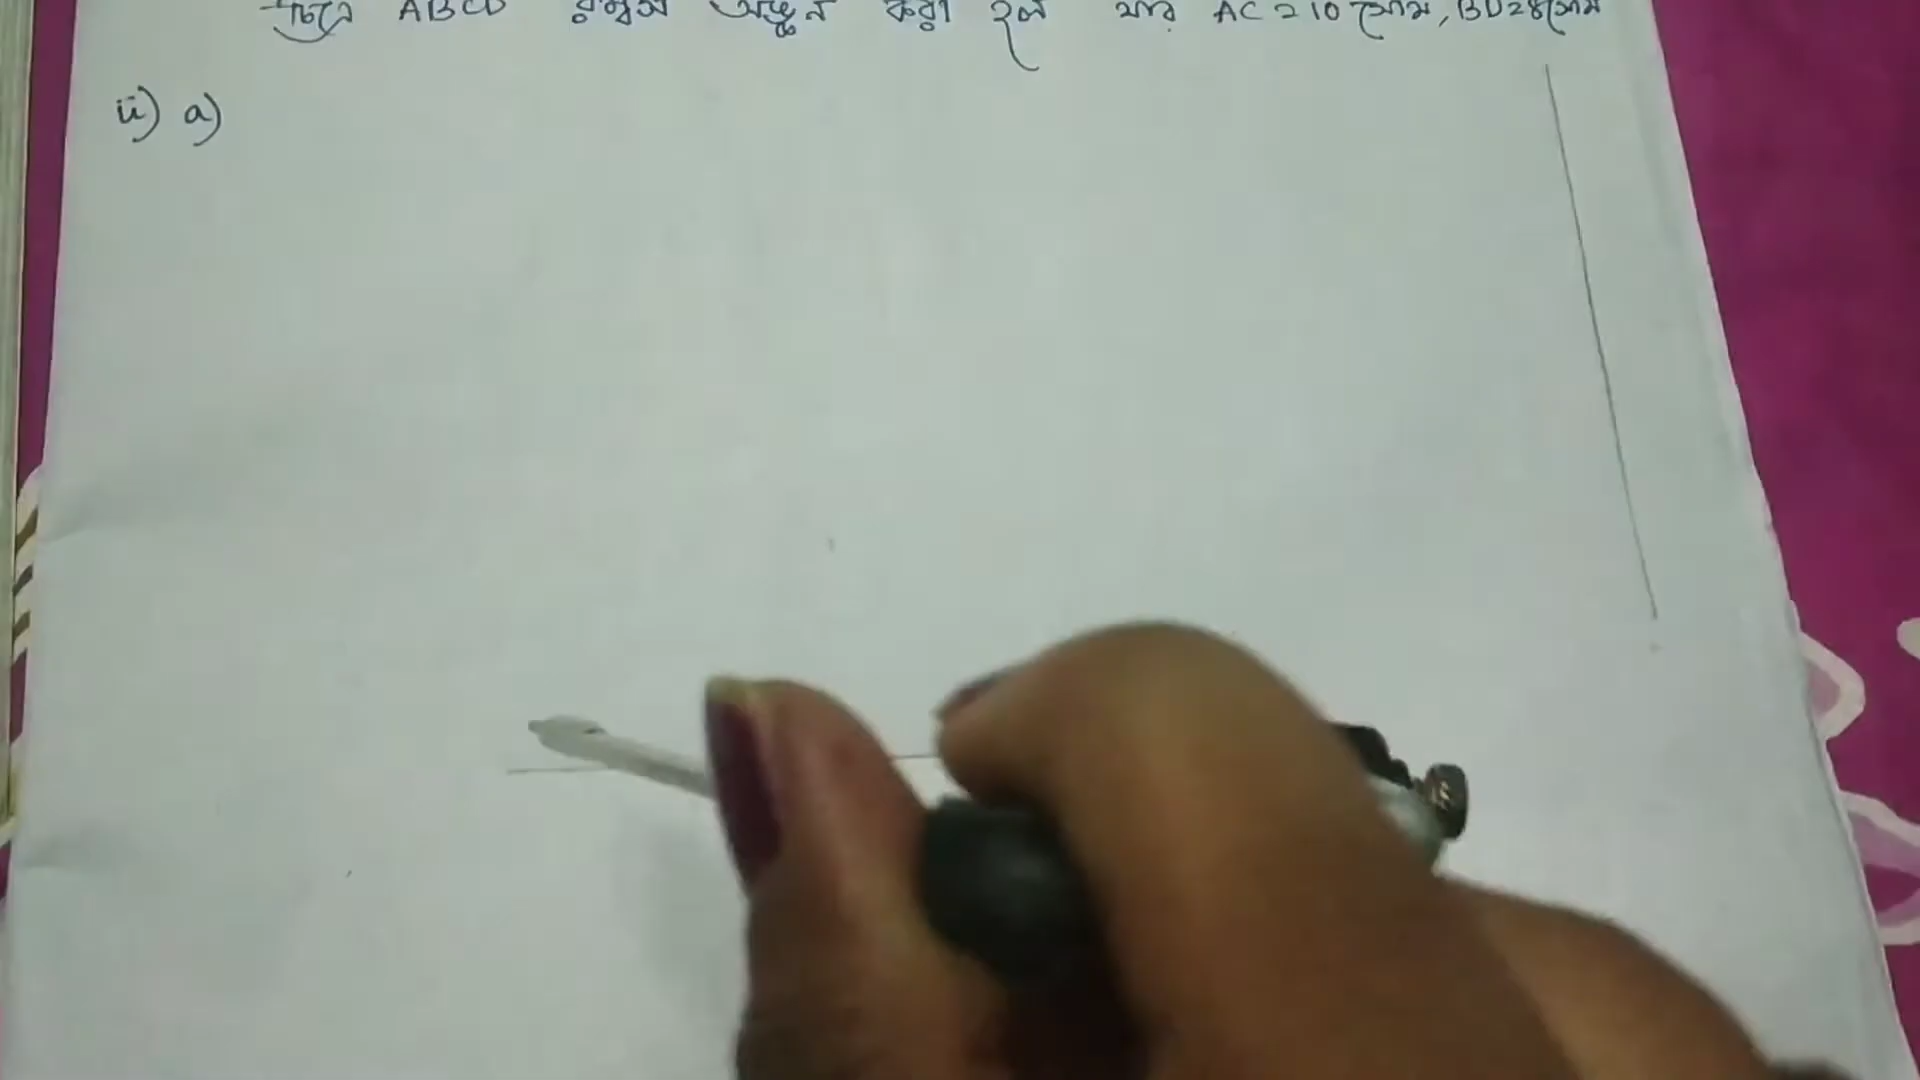 চিত্রে ABCD রম্বস অঙ্কন করা হল যার AC = 10 সেমি, BD = 8 সেমি
ii) a)